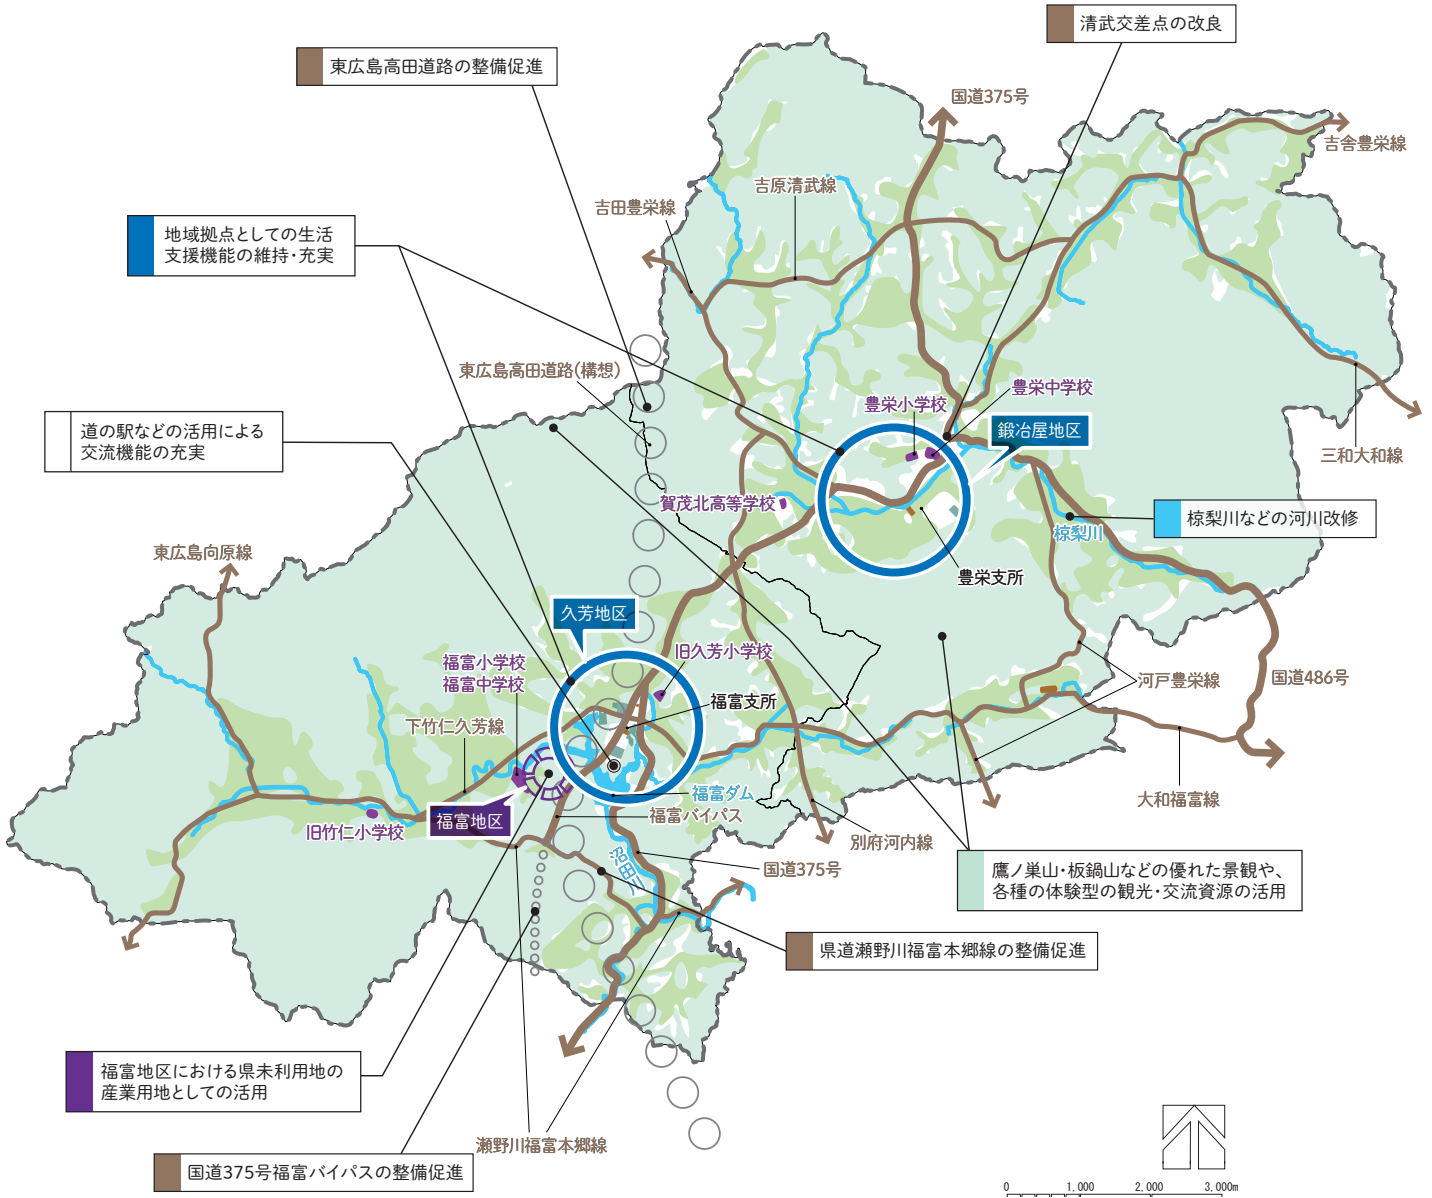 清武交差点の改良
東広島高田道路の整備促進
国道375号
吉舎豊栄線
吉原清武線
吉田豊栄線
地域拠点としての生活
支援機能の維持・充実
東広島高田道路(構想)
豊栄中学校
豊栄小学校
鍛冶屋地区
道の駅などの活用による
交流機能の充実
三和大和線
賀茂北高等学校
椋梨川などの河川改修
椋梨川
東広島向原線
豊栄支所
久芳地区
旧久芳小学校
福富小学校
福富中学校
河戸豊栄線
国道486号
福富支所
下竹仁久芳線
福富ダム
大和福富線
福富バイパス
福富地区
旧竹仁小学校
別府河内線
沼田川
国道375号
鷹ノ巣山・板鍋山などの優れた景観や、
各種の体験型の観光・交流資源の活用
県道瀬野川福富本郷線の整備促進
福富地区における県未利用地の
産業用地としての活用
瀬野川福富本郷線
国道375号福富バイパスの整備促進
0 1,000 2,000 3,000m